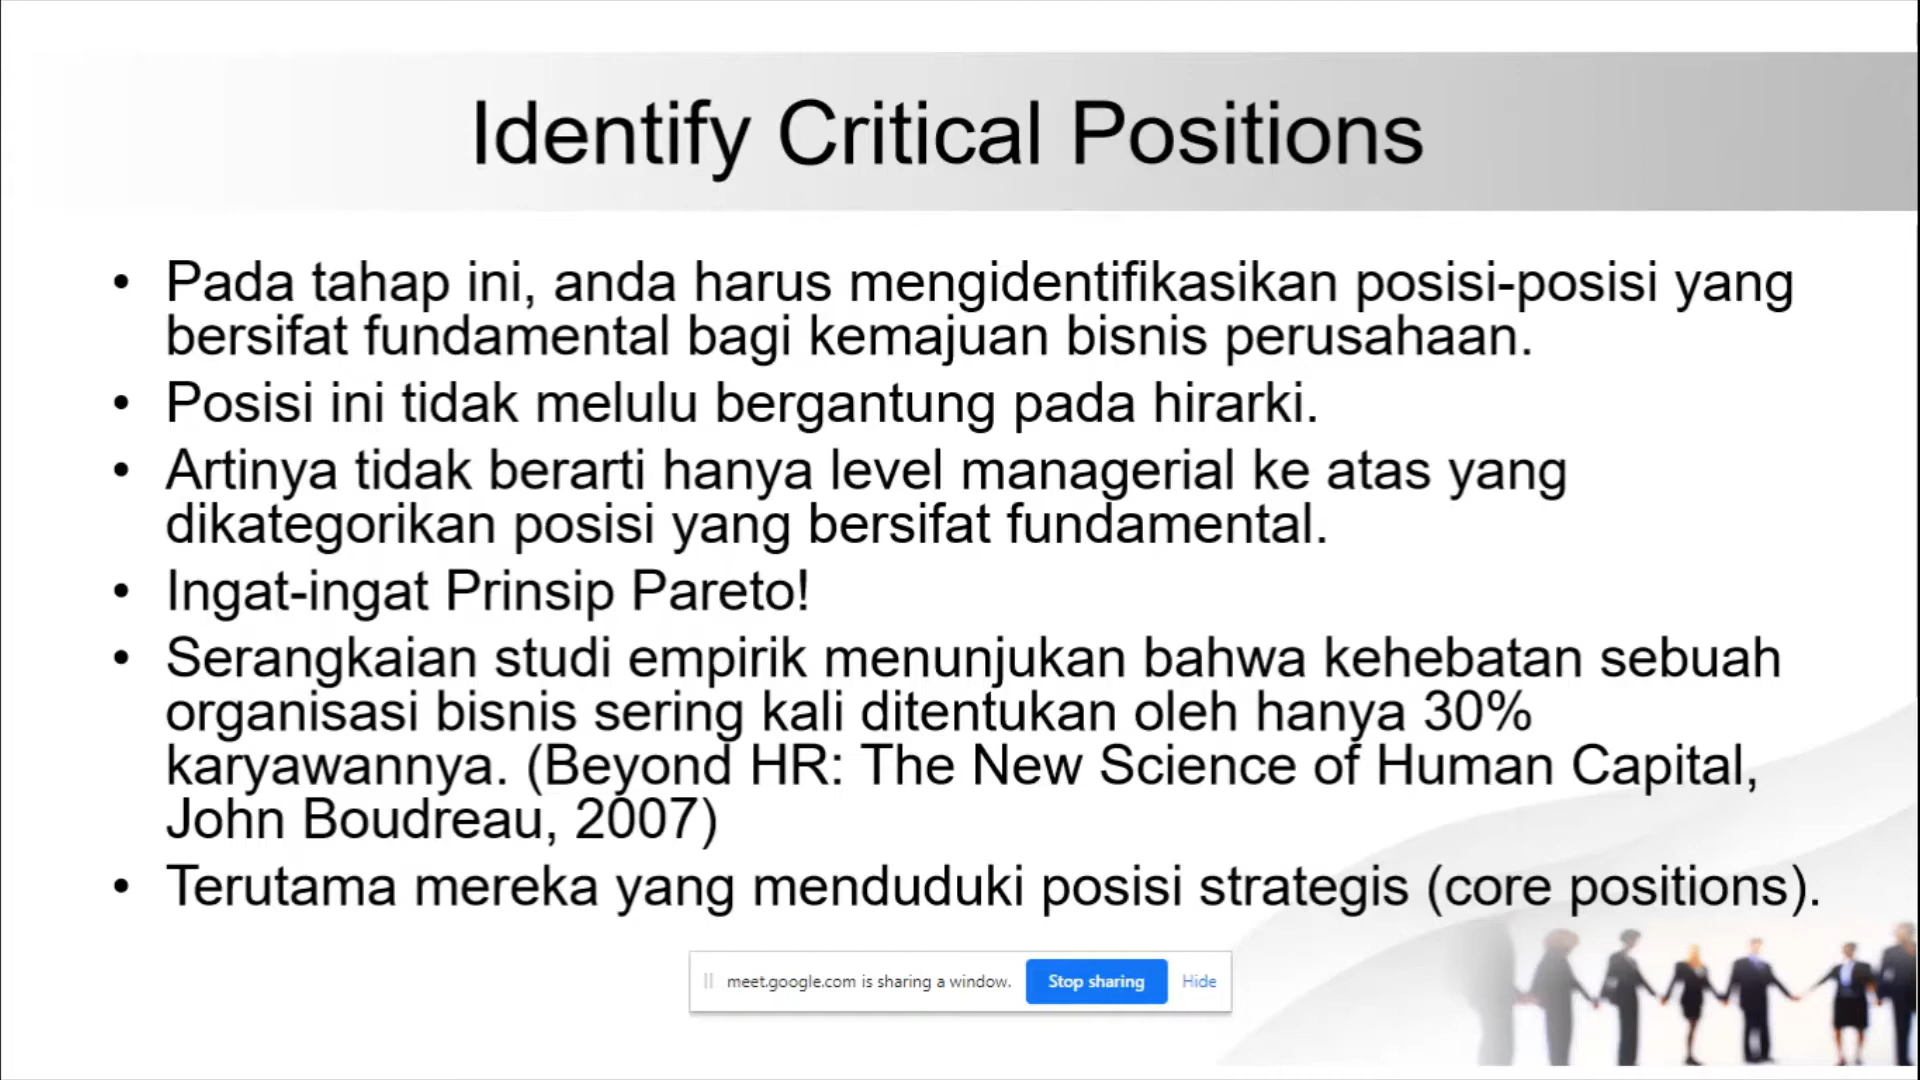 Identify Critical Positions
• Pada tahap ini, anda harus mengidentifikasikan posisi-posisi yang
bersifat fundamental bagi kemajuan bisnis perusahaan.
• Posisi ini tidak melulu bergantung pada hirarki.
• Artinya tidak berarti hanya level managerial ke atas yang
dikategorikan posisi yang bersifat fundamental.
• Ingat-ingat Prinsip Pareto!
• Serangkaian studi empirik menunjukan bahwa kehebatan sebuah
organisasi bisnis sering kali ditentukan oleh hanya 30%
karyawannya. (Beyond HR: The New Science of Human Capital,
John Boudreau, 2007)
• Terutama mereka yang menduduki posisi strategis (core positions).
meet.google.com is sharing a window. Stop sharing Hide